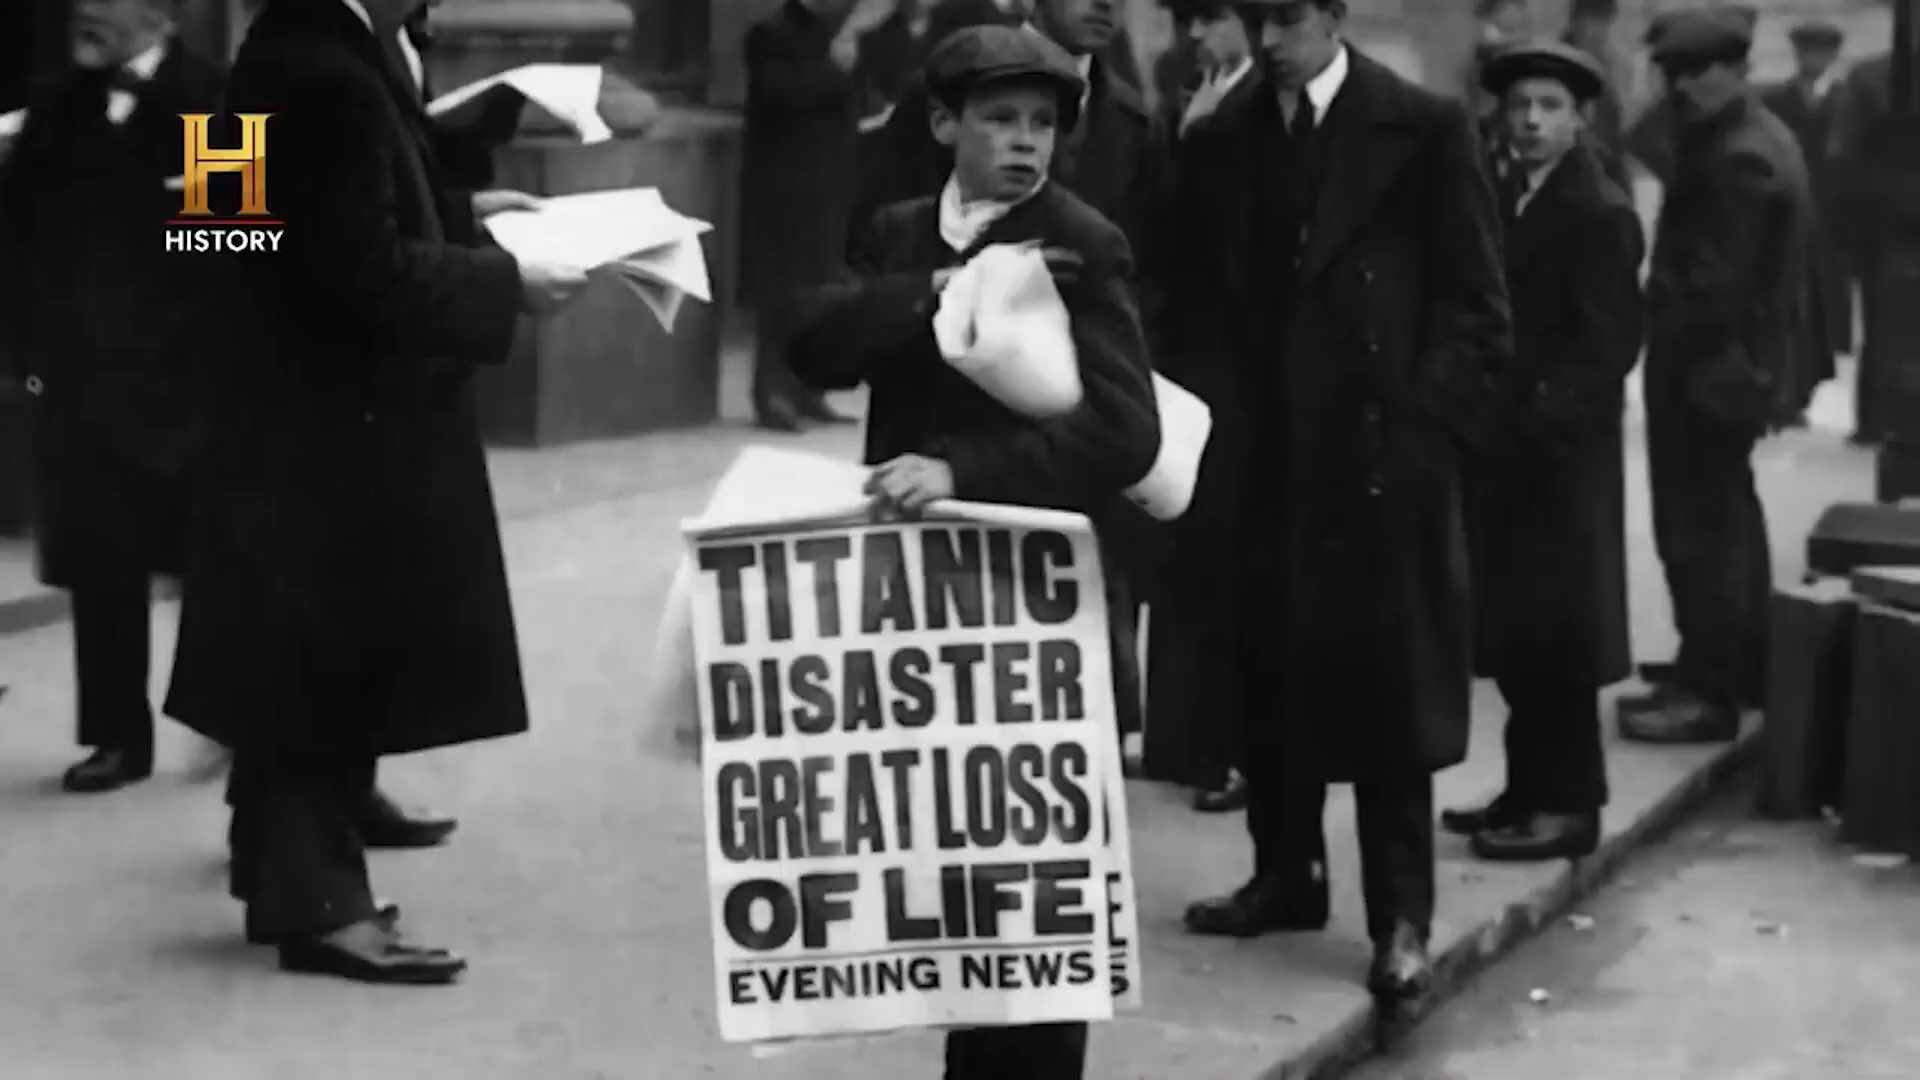 H
HISTORY
TITANIC
DISASTER
GREAT LOSS
OF LIFE
EVENING NEWS
E
S